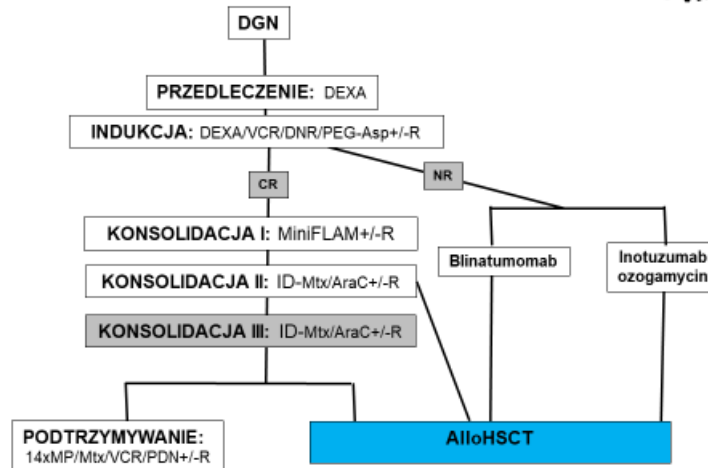 DGN
PRZEDLECZENIE: DEXA
INDUKCJA: DEXA/VCR/DNR/PEG-Asp+/-R
CR
NR
KONSOLIDACJA I: MiniFLAM+/-R
Blinatumomab
Inotuzumab
ozogamycin
KONSOLIDACJA II: ID-Mtx/AraC+/-R
KONSOLIDACJA III: ID-Mtx/AraC+/-R
PODTRZYMYWANIE:
14xMP/Mtx/VCR/PDN+/-R
AlloHSCT